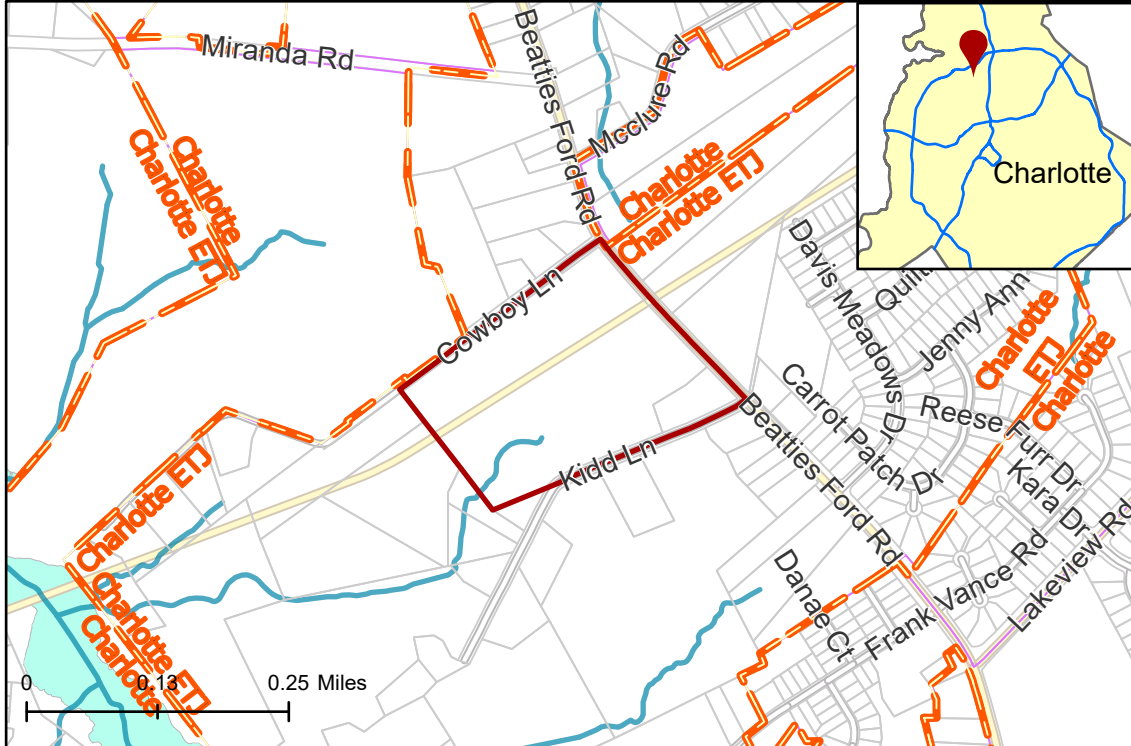 Miranda Rd
Beatties Ford Rd
Mcclure Rd
Charlotte
Charlotte ETJ
Charlotte
Charlotte ETJ
Charlotte
Cowboy Ln
Davis Meadows Dr
Jenny Ann
Charlotte
ETJ
Charlotte
Carrot Patch Dr
Reese Furr Dr
Kara Dr
Kidd Ln
Beatties Ford Rd
Lakeview Rd
Frank Vance Rd
Danae Ct
Charlotte ETJ
Charlotte ETJ
Charlotte
0
0.13
0.25 Miles